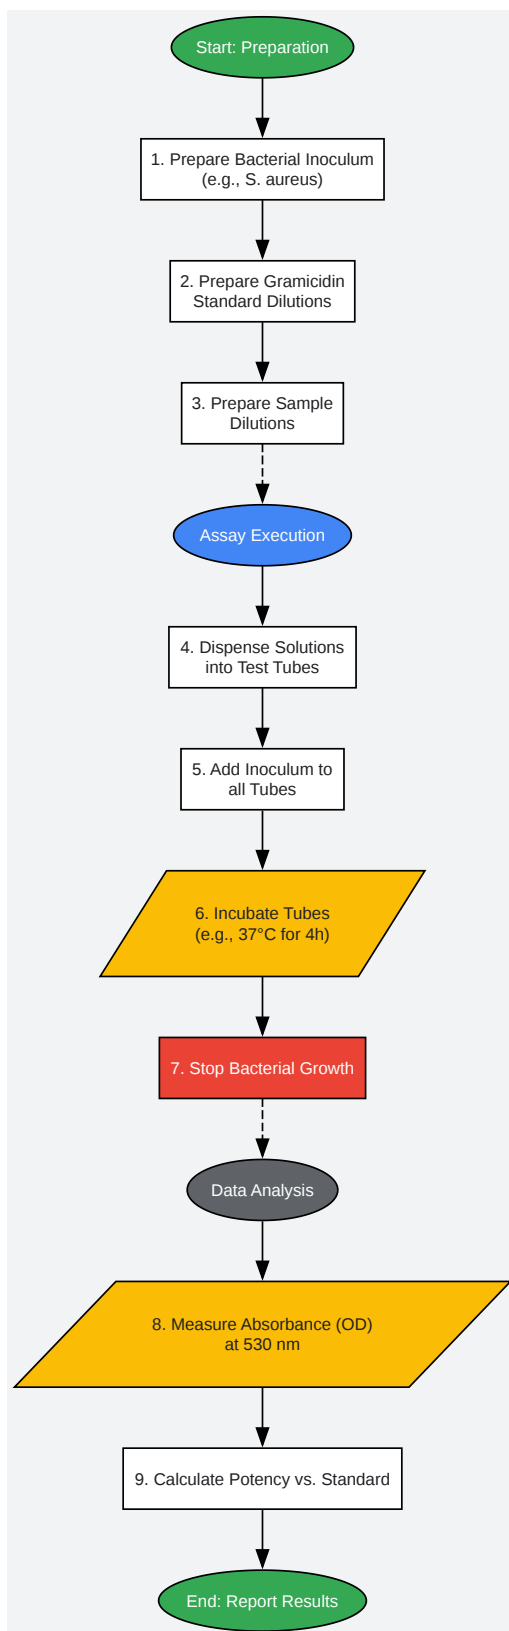 Start: Preparation
1. Prepare Bacterial Inoculum
(e.g., S. aureus)
2. Prepare Gramicidin
Standard Dilutions
3. Prepare Sample
Dilutions
Assay Execution
4. Dispense Solutions
into Test Tubes
5. Add Inoculum to
all Tubes
6. Incubate Tubes
(e.g., 37°C for 4h)
7. Stop Bacterial Growth
Data Analysis
8. Measure Absorbance (OD)
at 530 nm
9. Calculate Potency vs. Standard
End: Report Results